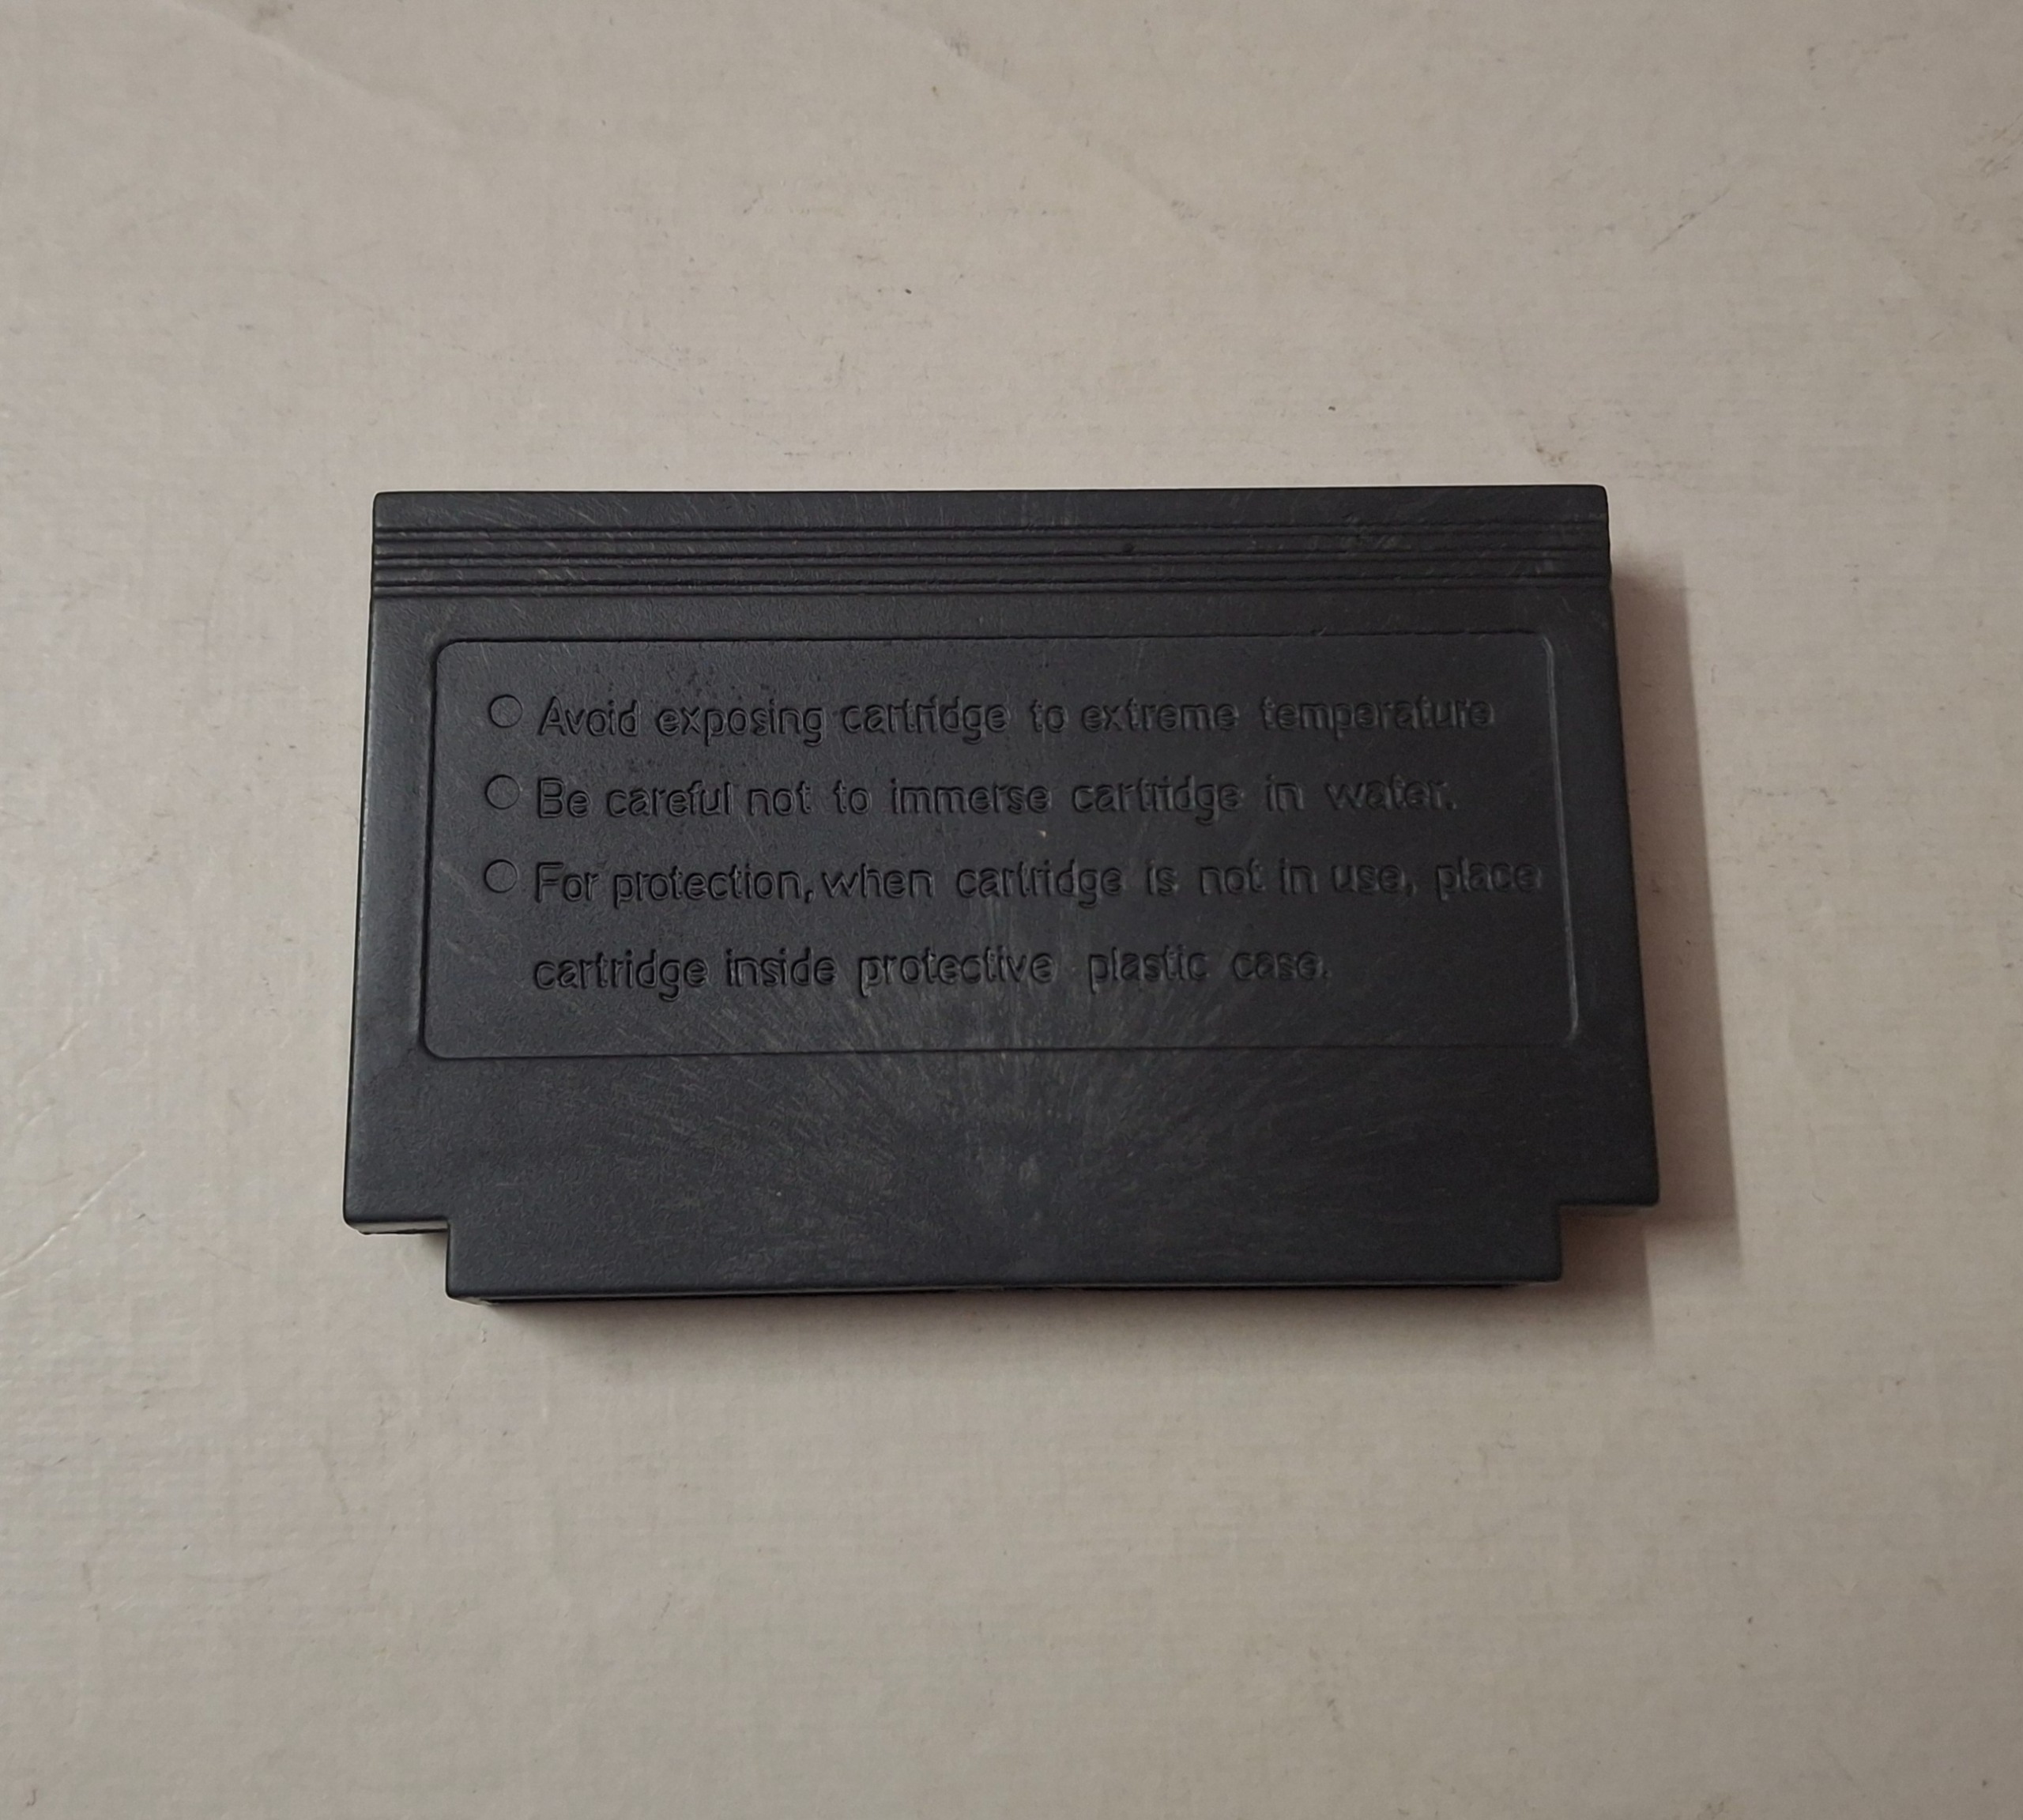 ○ Avoid exposing cartridge to extreme temperature
○ Be careful not to immerse cartridge in water.
○ For protection, when cartridge is not in use, place
cartridge inside protective plastic case.